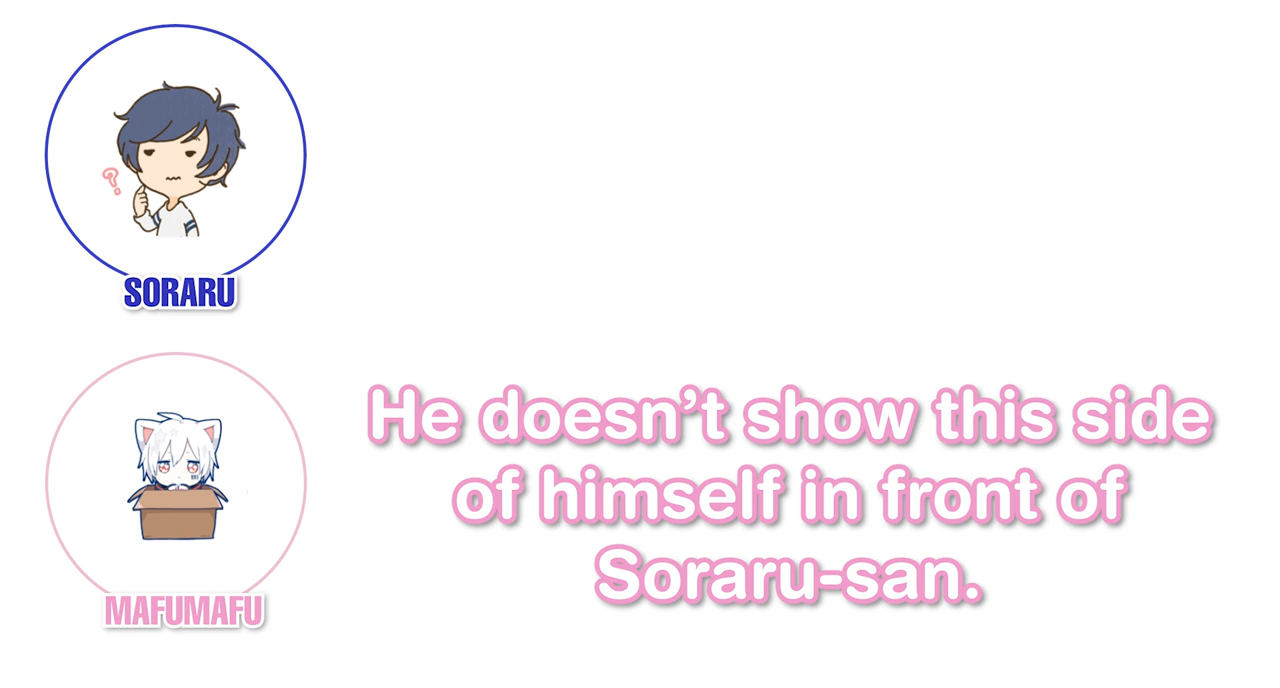 ?
SORARU
He doesn’t show this side
of himself in front of
Soraru-san.
MAFUMAFU